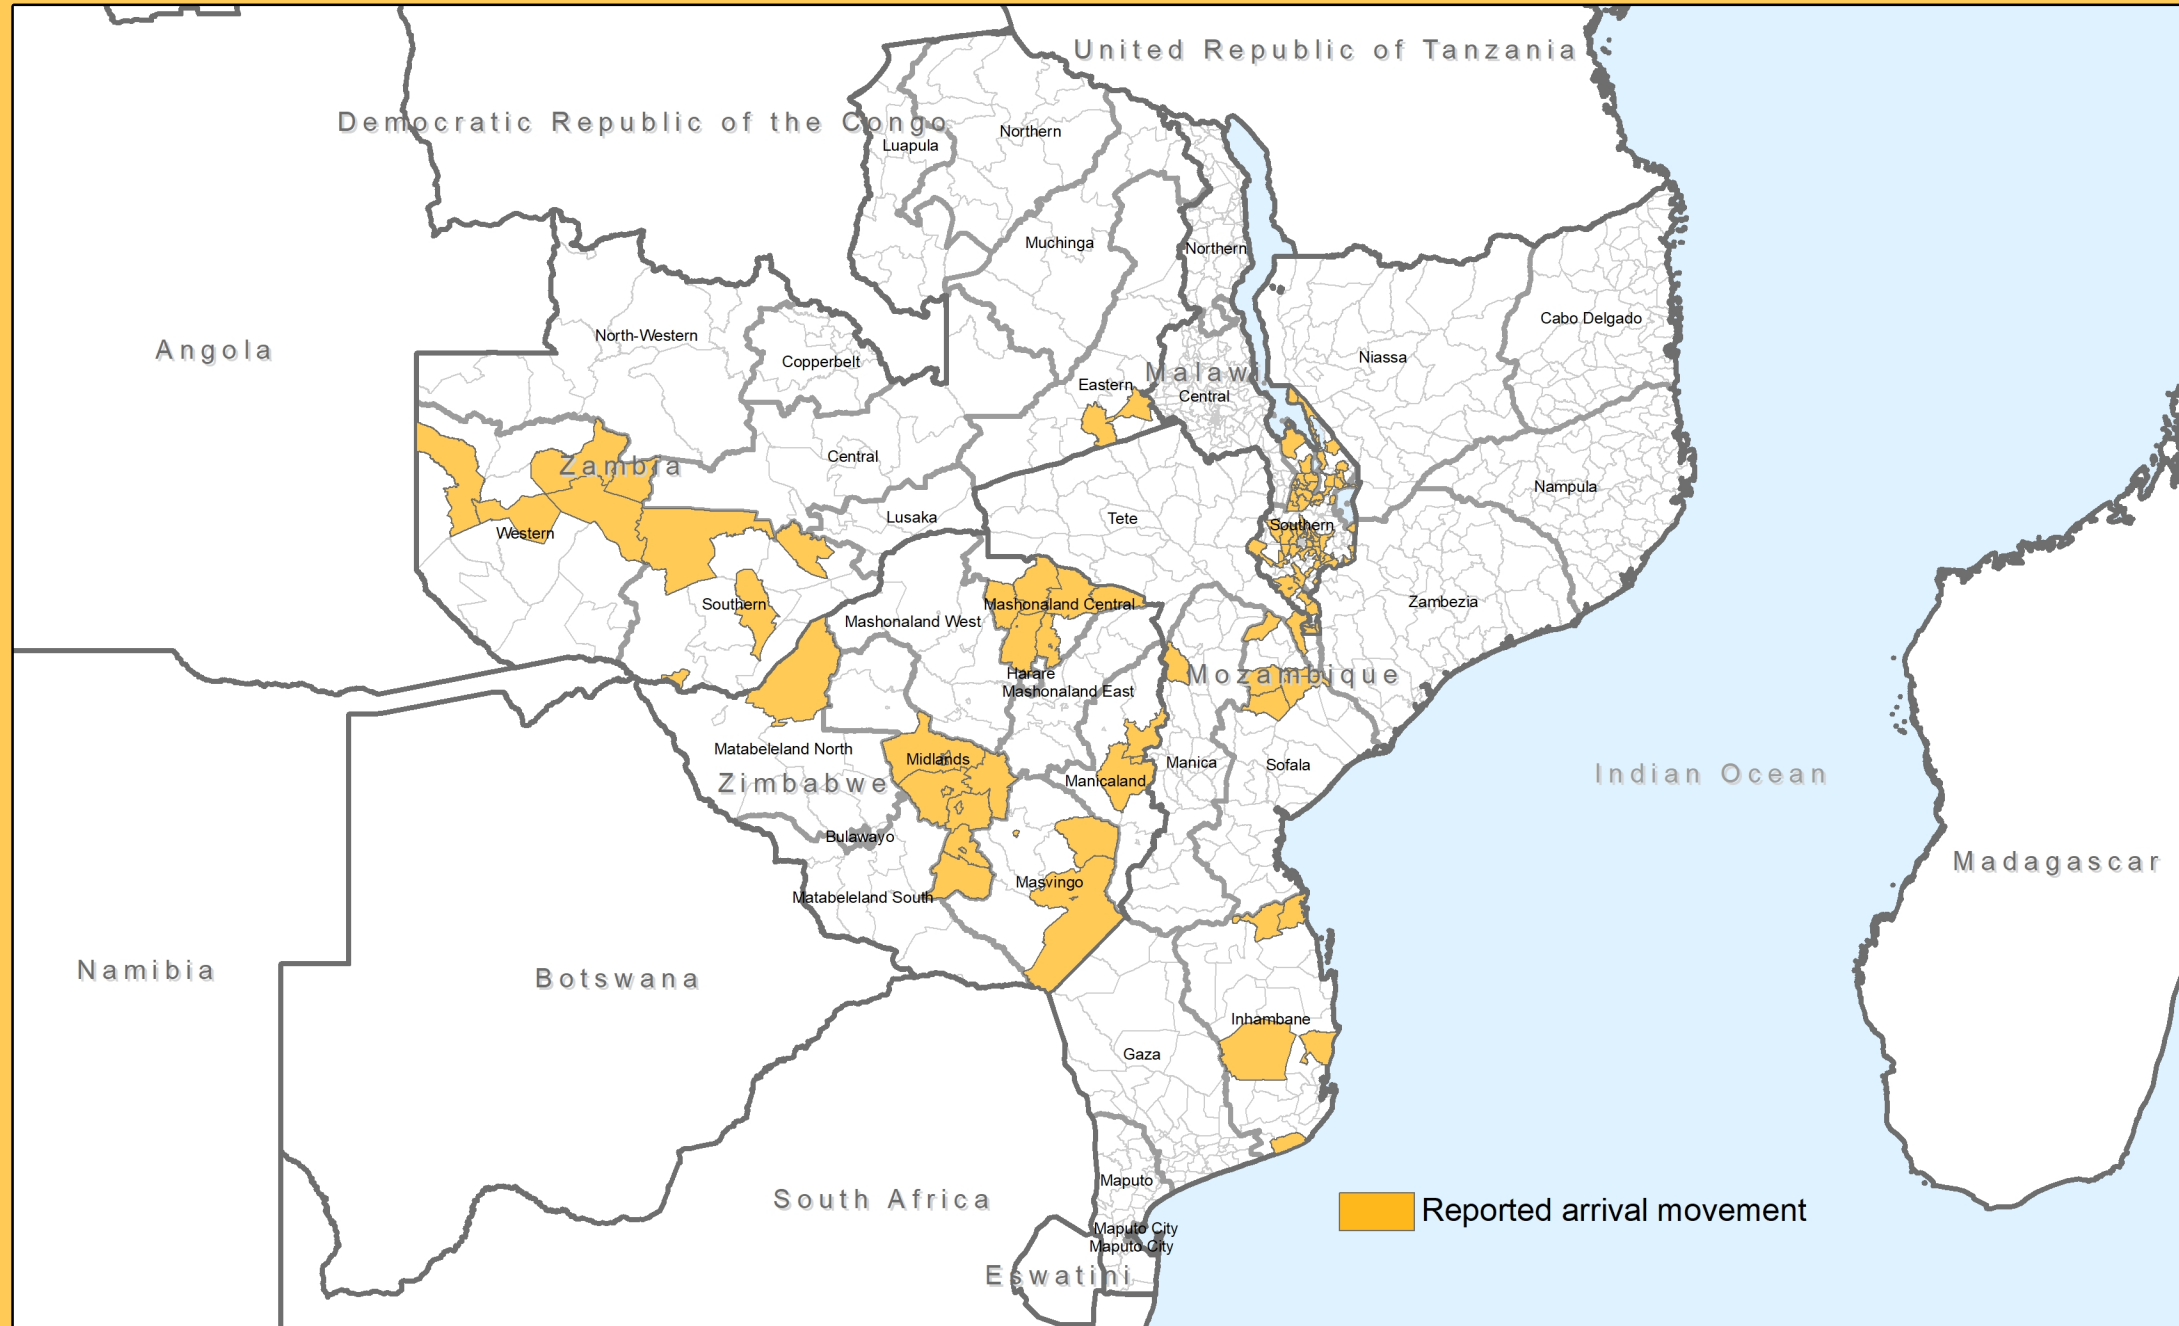 United Republic of Tanzania
Democratic Republic of the Congo
Northern
Luapula
Muchinga
Northern
Cabo Delgado
North-Western
Angola
Copperbelt
Niassa
Malawi
Eastern
Central
Central
Zambia
Nampula
Lusaka
Tete
Southern
Western
Zambezia
Southern
Mashonaland Central
Mashonaland West
Harare
Mozambique
Mashonaland East
Matabeleland North
Midlands
Manica
Sofala
Indian Ocean
Zimbabwe
Manicaland
Bulawayo
Madagascar
Masvingo
Matabeleland South
Namibia
Botswana
Inhambane
Gaza
Maputo
South Africa
Reported arrival movement
Maputo City
Maputo City
Eswatini